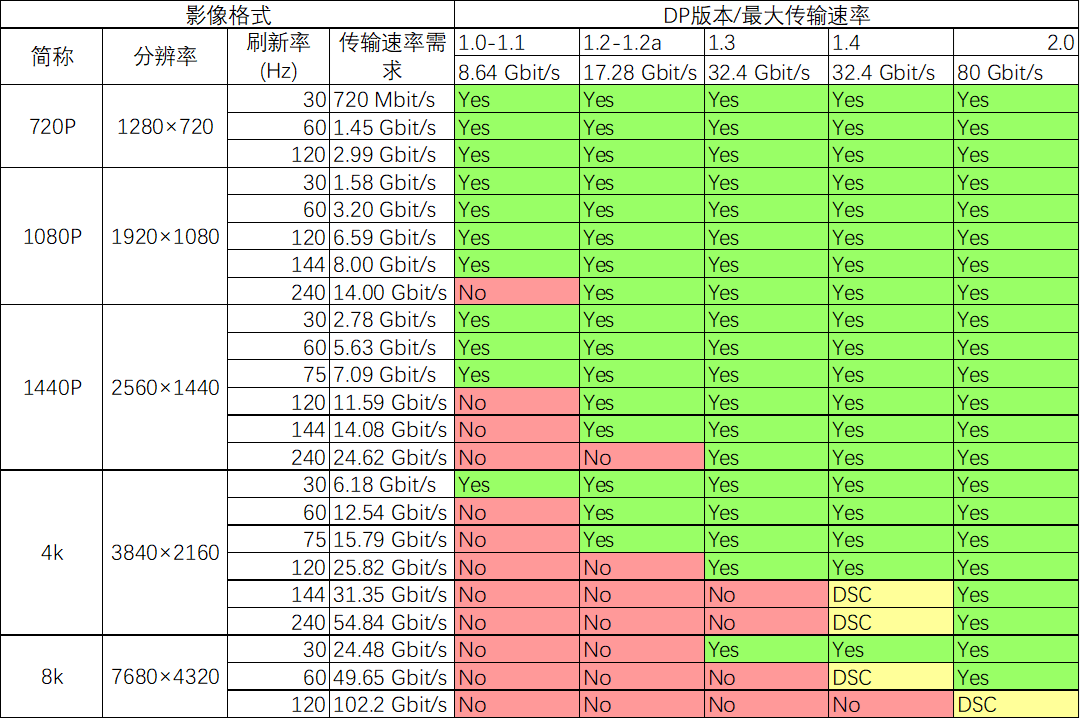 影像格式 DP版本/最大传输速率
简称 分辨率 刷新率(Hz) 传输速率需求 1.0-1.1 1.2-1.2a 1.3 1.4 2.0
8.64 Gbit/s 17.28 Gbit/s 32.4 Gbit/s 32.4 Gbit/s 80 Gbit/s
720P 1280×720 30 720 Mbit/s Yes Yes Yes Yes Yes
60 1.45 Gbit/s Yes Yes Yes Yes Yes
120 2.99 Gbit/s Yes Yes Yes Yes Yes
1080P 1920×1080 30 1.58 Gbit/s Yes Yes Yes Yes Yes
60 3.20 Gbit/s Yes Yes Yes Yes Yes
120 6.59 Gbit/s Yes Yes Yes Yes Yes
144 8.00 Gbit/s Yes Yes Yes Yes Yes
240 14.00 Gbit/s No Yes Yes Yes Yes
1440P 2560×1440 30 2.78 Gbit/s Yes Yes Yes Yes Yes
60 5.63 Gbit/s Yes Yes Yes Yes Yes
75 7.09 Gbit/s Yes Yes Yes Yes Yes
120 11.59 Gbit/s No Yes Yes Yes Yes
144 14.08 Gbit/s No Yes Yes Yes Yes
240 24.62 Gbit/s No No Yes Yes Yes
4k 3840×2160 30 6.18 Gbit/s Yes Yes Yes Yes Yes
60 12.54 Gbit/s No Yes Yes Yes Yes
75 15.79 Gbit/s No Yes Yes Yes Yes
120 25.82 Gbit/s No No Yes Yes Yes
144 31.35 Gbit/s No No No DSC Yes
240 54.84 Gbit/s No No No DSC Yes
8k 7680×4320 30 24.48 Gbit/s No No Yes Yes Yes
60 49.65 Gbit/s No No No DSC Yes
120 102.2 Gbit/s No No No No DSC